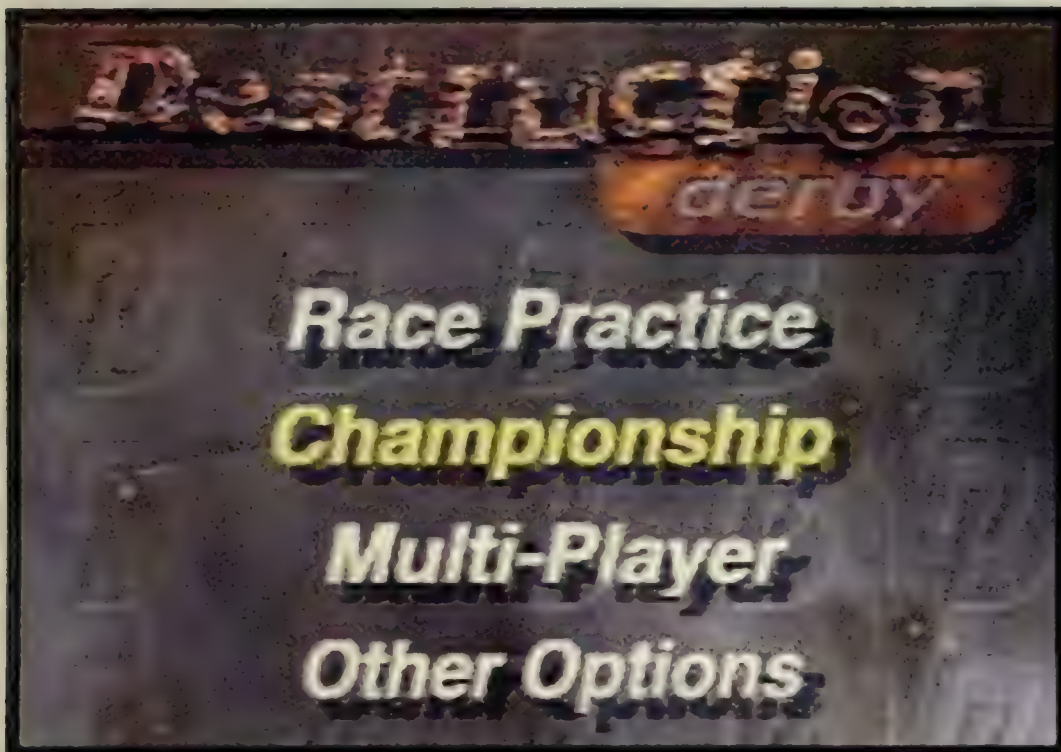 Destruction
derby
Race Practice
Championship
Multi-Player
Other Options